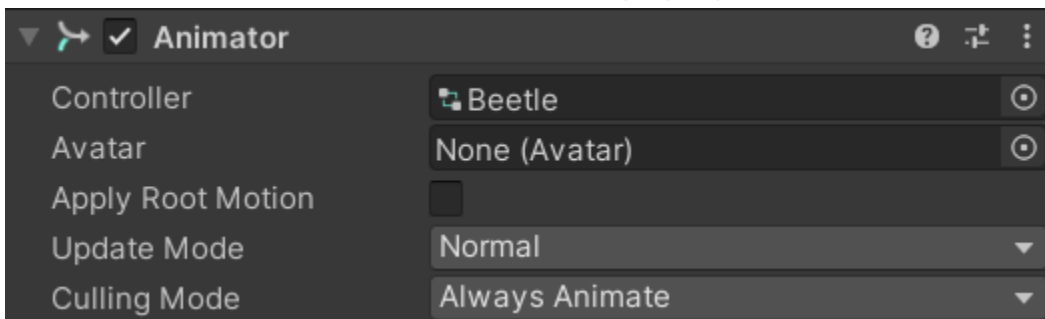 Animator
Controller Beetle
Avatar None (Avatar)
Apply Root Motion
Update Mode Normal
Culling Mode Always Animate